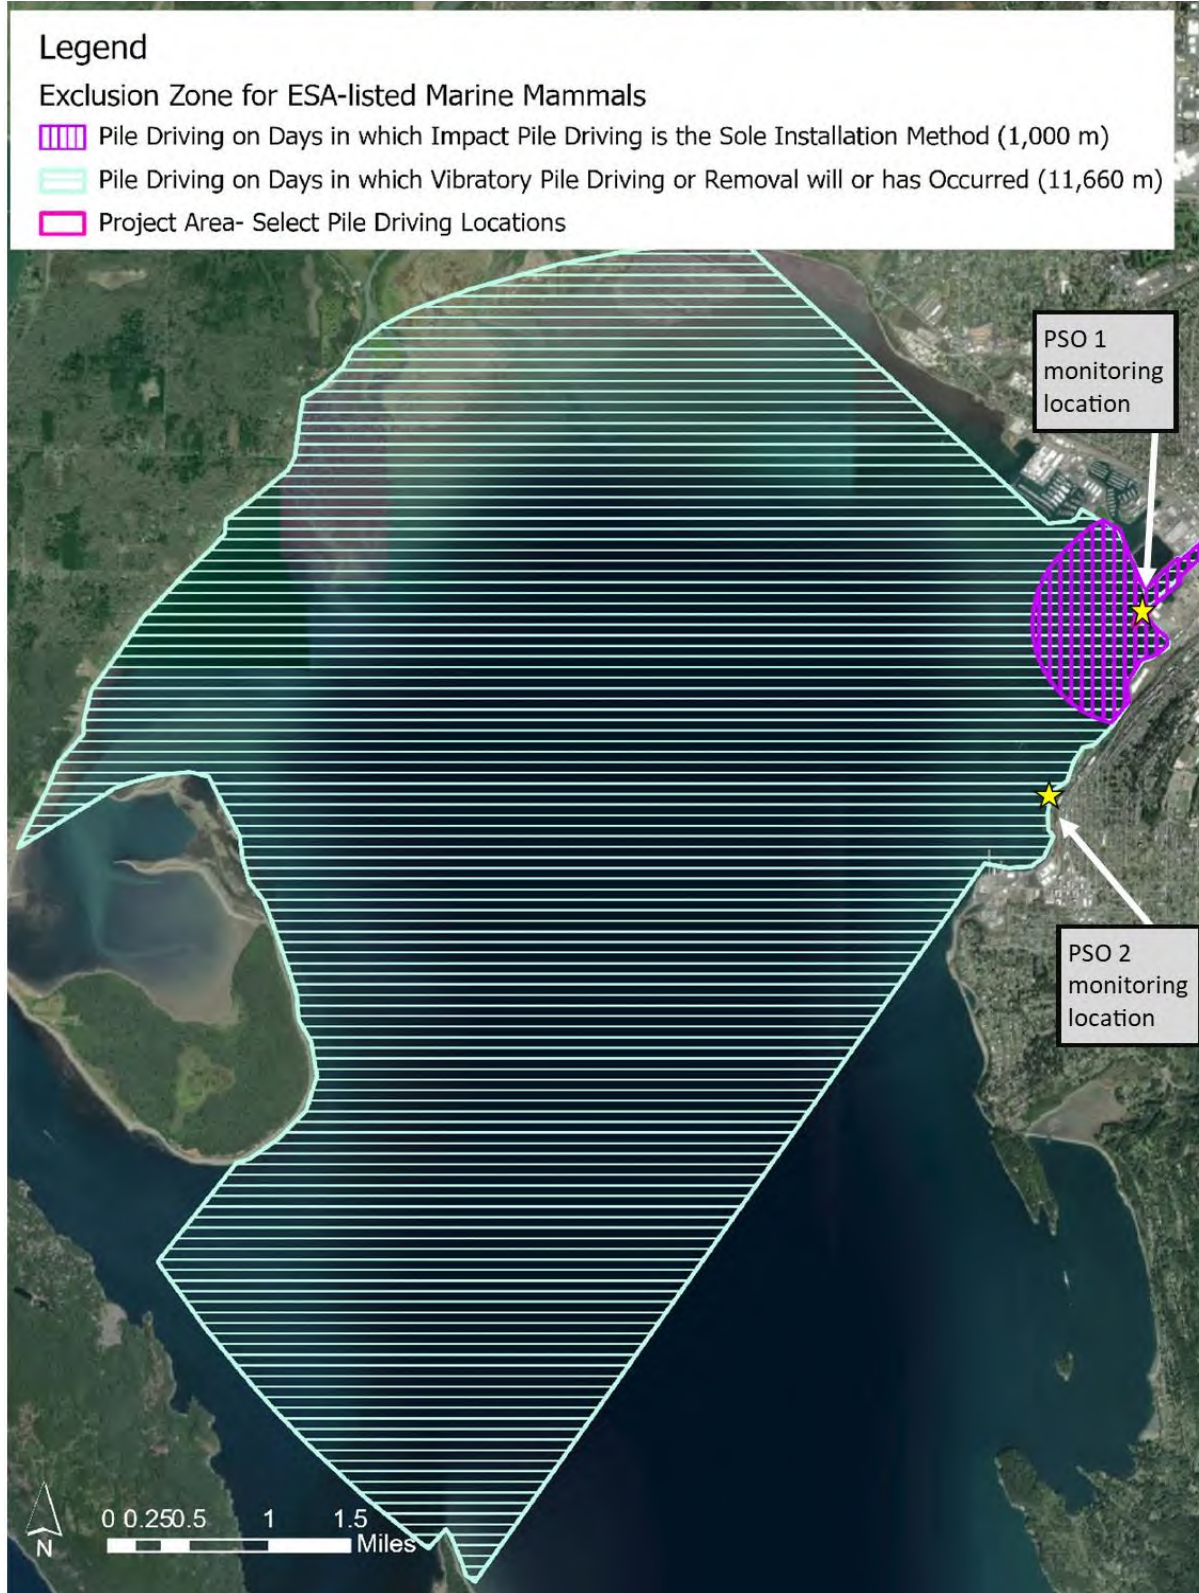 Legend
Exclusion Zone for ESA-listed Marine Mammals
Pile Driving on Days in which Impact Pile Driving is the Sole Installation Method (1,000 m)
Pile Driving on Days in which Vibratory Pile Driving or Removal will or has Occurred (11,660 m)
Project Area- Select Pile Driving Locations
PSO 1
monitoring
location
PSO 2
monitoring
location
0 0.25 0.5 1 1.5
Miles
N